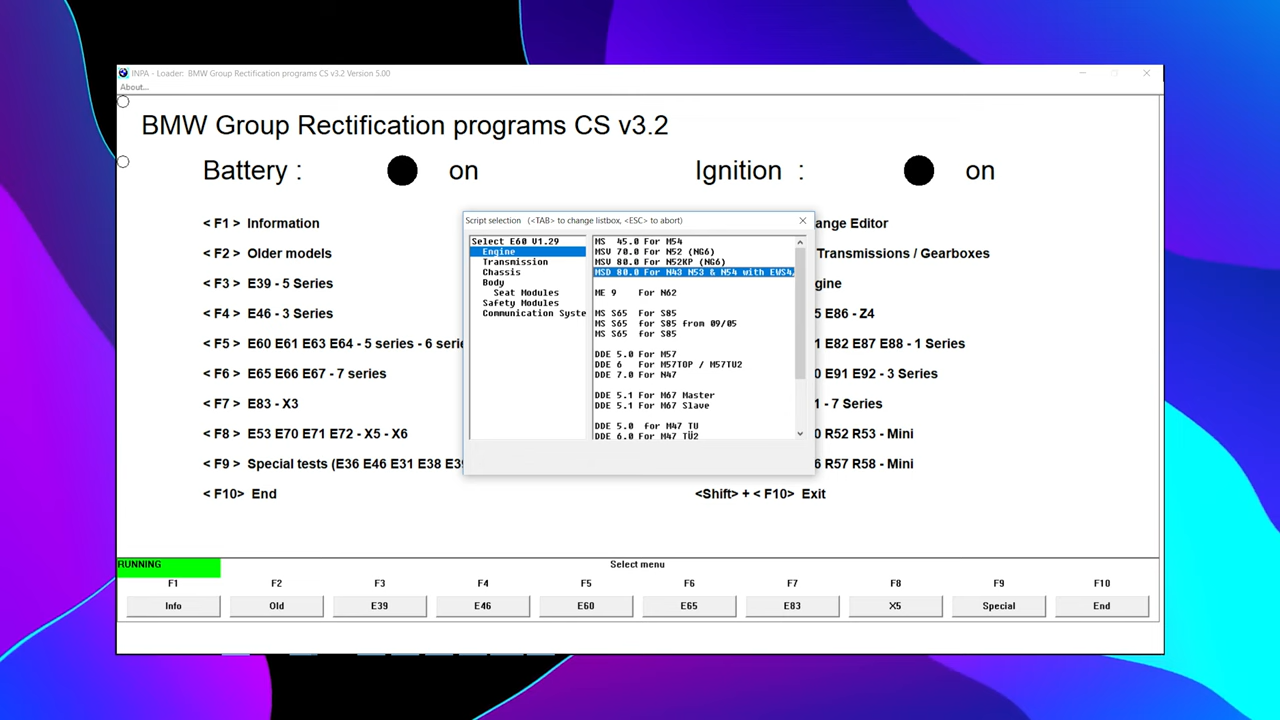 INPA - Loader:  BMW Group Rectification programs CS v3.2 Version 5.00
About...
BMW Group Rectification programs CS v3.2
Battery : on
Ignition : on
< F1 > Information
< F2 > Older models
< F3 > E39 - 5 Series
< F4 > E46 - 3 Series
< F5 > E60 E61 E63 E64 - 5 series - 6 serie
< F6 > E65 E66 E67 - 7 series
< F7 > E83 - X3
< F8 > E53 E70 E71 E72 - X5 - X6
< F9 > Special tests (E36 E46 E31 E38 E39
< F10> End
Script selection (<TAB> to change listbox, <ESC> to abort)
Select E60 V1.29
Engine
Transmission
Chassis
Body
Seat Modules
Safety Modules
Communication Syste
MS 45.0 For M54
MSV 70.0 For N52 (NG6)
MSV 80.0 For N52KP (NG6)
MSD 80.0 For N43 N53 & N54 with EWS4,
ME 9 For N62
MS S65 For S85
MS S65 for S85 from 09/05
MS S65 for S85
DDE 5.0 For M57
DDE 6 For M57TOP / M57TU2
DDE 7.0 For N47
DDE 5.1 For M67 Master
DDE 5.1 For M67 Slave
DDE 5.0 for M47 TU
DDE 6.0 For M47 TÜ2
ange Editor
Transmissions / Gearboxes
gine
5 E86 - Z4
1 E82 E87 E88 - 1 Series
0 E91 E92 - 3 Series
1 - 7 Series
0 R52 R53 - Mini
6 R57 R58 - Mini
<Shift> + < F10> Exit
RUNNING
Select menu
F1 F2 F3 F4 F5 F6 F7 F8 F9 F10
Info Old E39 E46 E60 E65 E83 X5 Special End